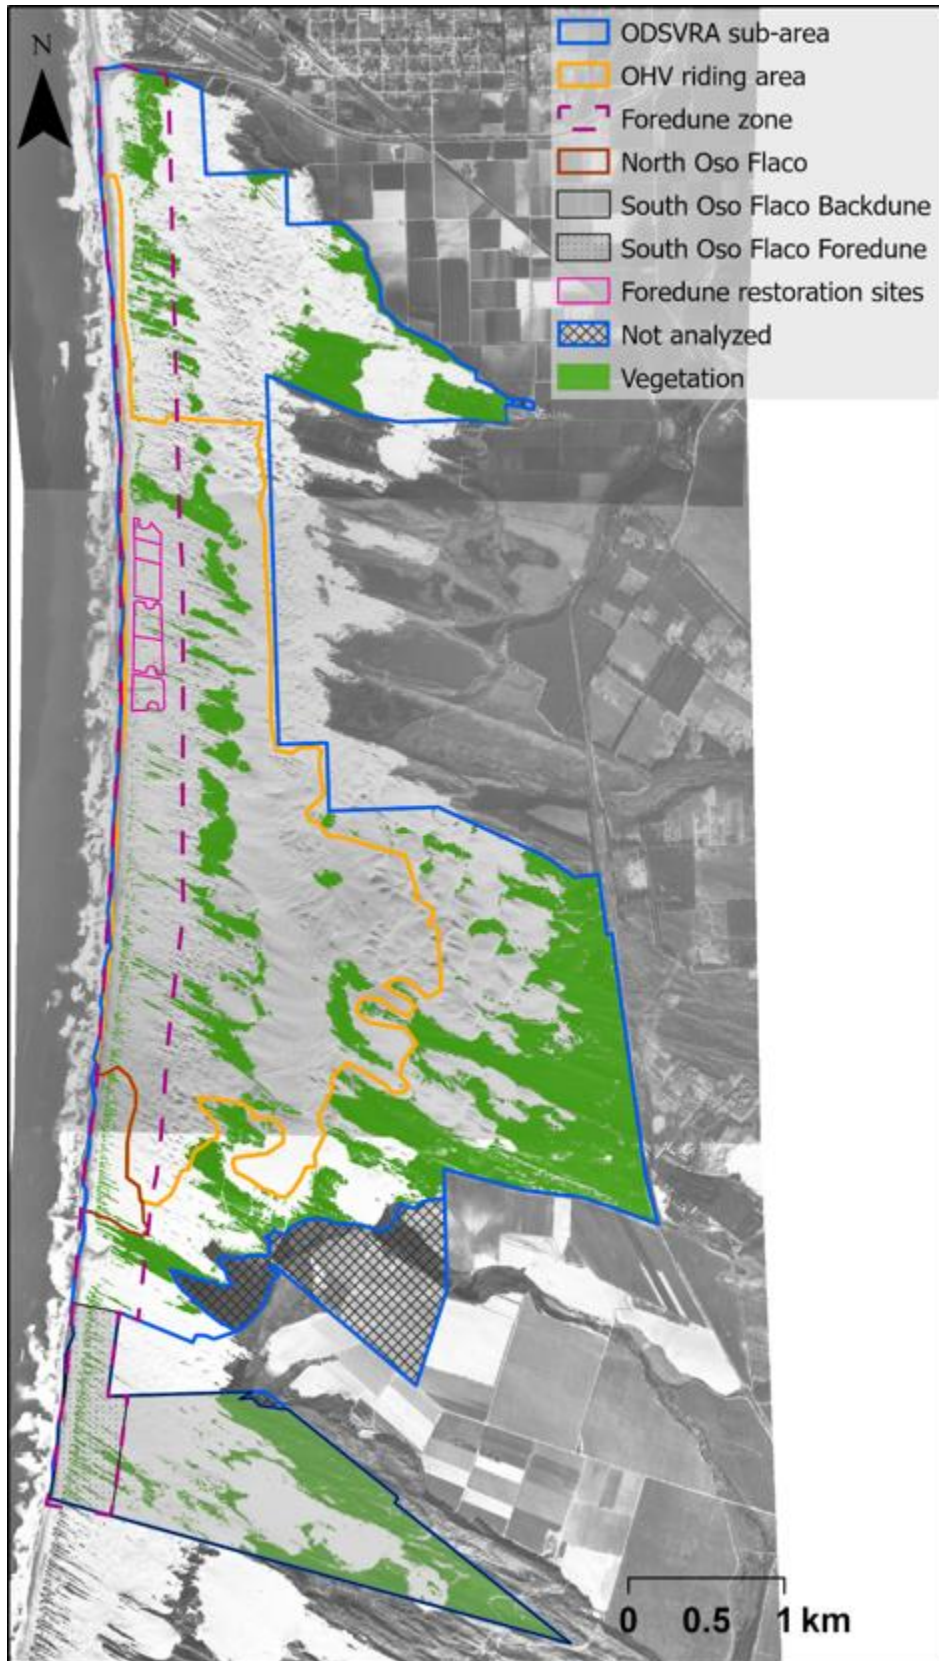 N
ODSVRA sub-area
OHV riding area
Foredune zone
North Oso Flaco
South Oso Flaco Backdune
South Oso Flaco Foredune
Foredune restoration sites
Not analyzed
Vegetation
0 0.5 1 km